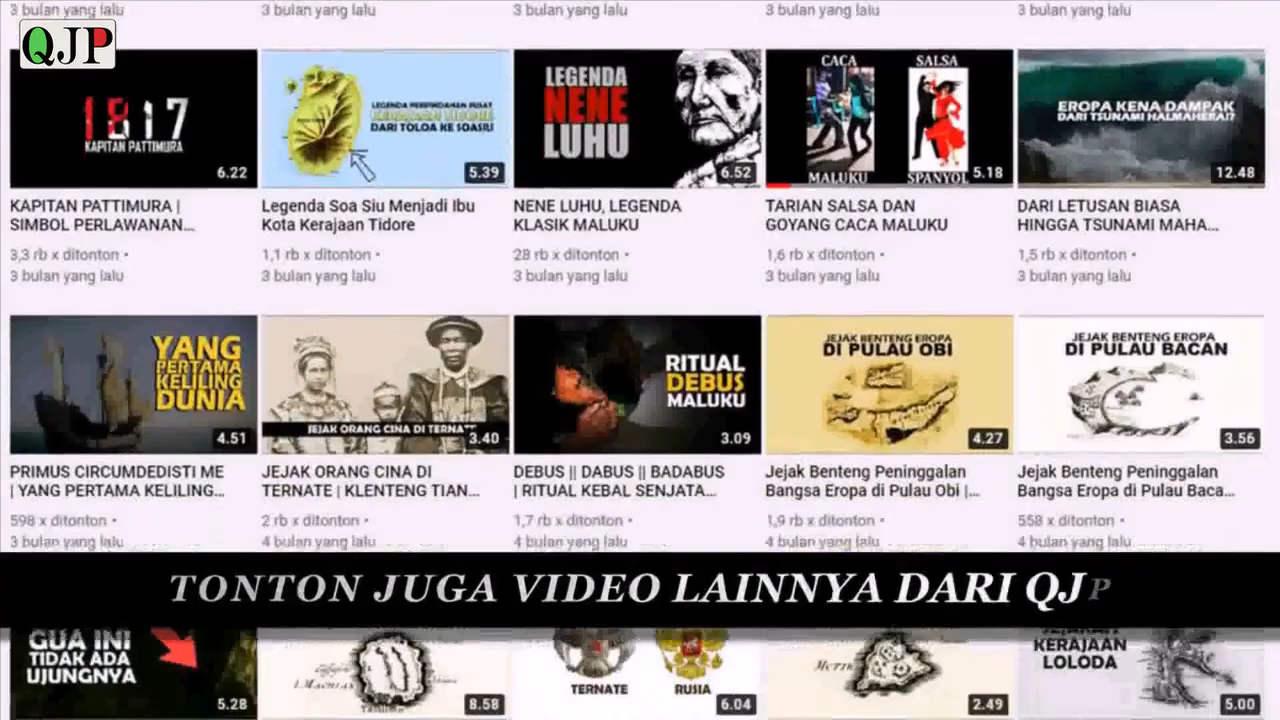 3 bulan yang lalu
3 bulan yang lalu
3 bulan yang lalu
3 bulan yang lalu
3 bulan yang lalu
QJP
1817
KAPITAN PATTIMURA
6.22
LEGENDA PERPINDAHAN PUSAT
KERAJAAN TIDORE
DARI TOLOA KE SOASIU
5.39
LEGENDA
NENE
LUHU
6.52
CACA
SALSA
MALUKU
SPANYOL
5.18
EROPA KENA DAMPAK
DARI TSUNAMI HALMAHERA!?
12.48
KAPITAN PATTIMURA |
SIMBOL PERLAWANAN...
3,3 rb x ditonton •
3 bulan yang lalu
Legenda Soa Siu Menjadi Ibu
Kota Kerajaan Tidore
1,1 rb x ditonton •
3 bulan yang lalu
NENE LUHU, LEGENDA
KLASIK MALUKU
28 rb x ditonton •
3 bulan yang lalu
TARIAN SALSA DAN
GOYANG CACA MALUKU
1,6 rb x ditonton •
3 bulan yang lalu
DARI LETUSAN BIASA
HINGGA TSUNAMI MAHA...
1,5 rb x ditonton •
3 bulan yang lalu
YANG
PERTAMA
KELILING
DUNIA
4.51
JEJAK ORANG CINA DI TERNAT
3.40
RITUAL
DEBUS
MALUKU
3.09
JEJAK BENTENG EROPA
DI PULAU OBI
4.27
JEJAK BENTENG EROPA
DI PULAU BACAN
3.56
PRIMUS CIRCUMDEDISTI ME
| YANG PERTAMA KELILING...
598 x ditonton •
3 bulan yang lalu
JEJAK ORANG CINA DI
TERNATE | KLENTENG TIAN...
2 rb x ditonton •
4 bulan yang lalu
DEBUS || DABUS || BADABUS
| RITUAL KEBAL SENJATA...
1,7 rb x ditonton •
4 bulan yang lalu
Jejak Benteng Peninggalan
Bangsa Eropa di Pulau Obi |...
1,9 rb x ditonton •
4 bulan yang lalu
Jejak Benteng Peninggalan
Bangsa Eropa di Pulau Baca...
558 x ditonton •
4 bulan yang lalu
TONTON JUGA VIDEO LAINNYA DARI QJP
GUA INI
TIDAK ADA
UJUNGNYA
5.28
8.58
TERNATE
RUSIA
6.04
2.49
KERAJAAN
LOLODA
5.00